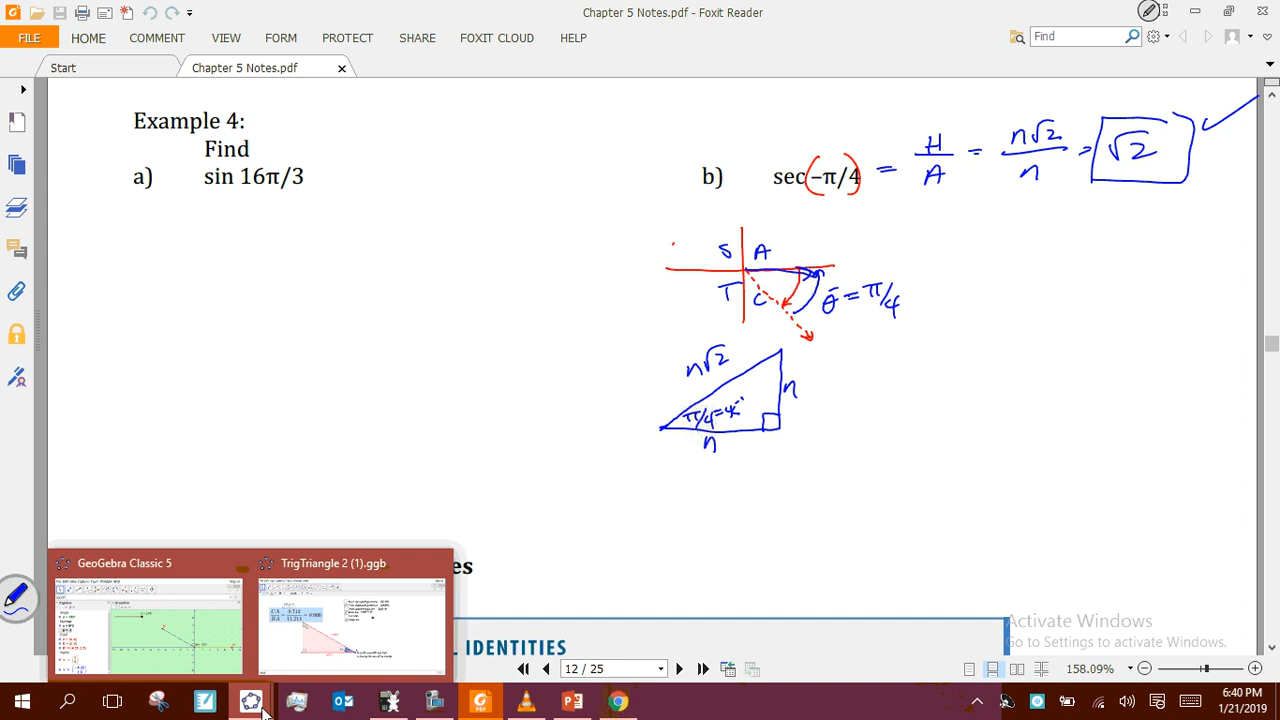 Chapter 5 Notes.pdf - Foxit Reader
FILE HOME COMMENT VIEW FORM PROTECT SHARE FOXIT CLOUD HELP Find
Start Chapter 5 Notes.pdf
Example 4:
Find
a) sin 16π/3
b) sec(−π/4) = H/A = n√2/n = √2
S A
T C θ̄ = π/4
n√2
n
π/4=45°
n
GeoGebra Classic 5 TrigTriangle 2 (1).ggb
es
L IDENTITIES
Activate Windows
Go to Settings to activate Windows.
12 / 25 158.09%
6:40 PM
1/21/2019